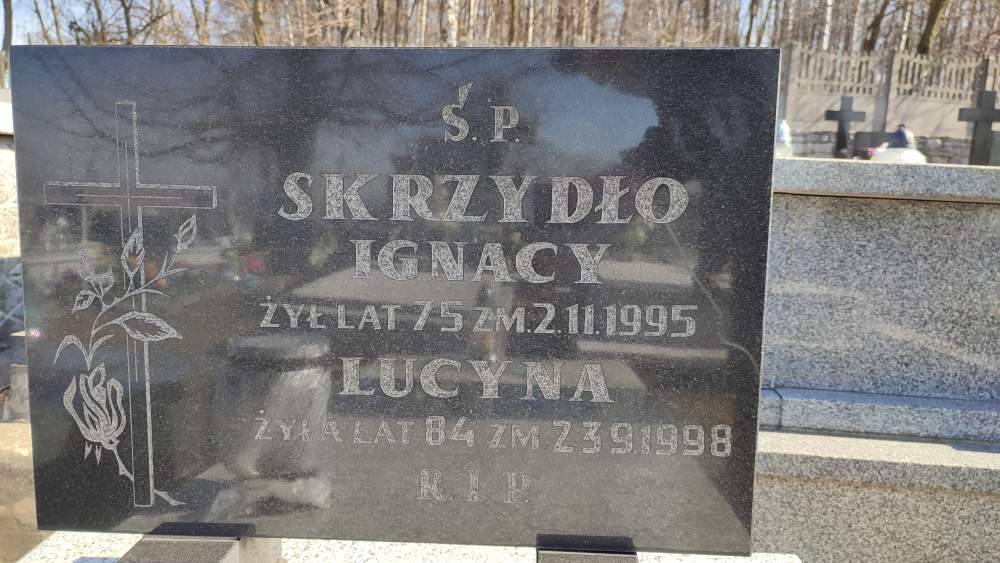 Ś.P.
SKRZYDŁO
IGNACY
ŻYŁ LAT 75 ZM.2.11.1995
LUCYNA
ŻYŁA LAT 84 ZM 23.9.1998
R.I.P.